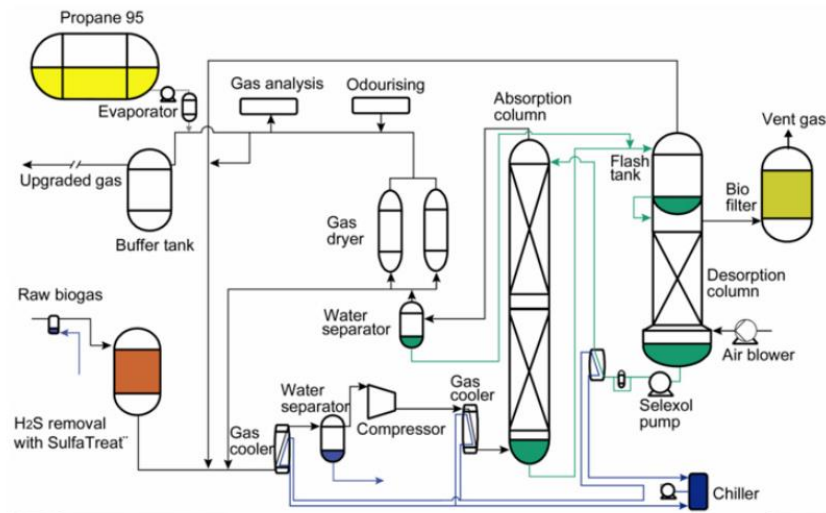 Propane 95
Evaporator
Gas analysis
Odourising
Absorption
column
Vent gas
Upgraded gas
Buffer tank
Gas
dryer
Flash
tank
Bio
filter
Desorption
column
Raw biogas
Water
separator
Air blower
H2S removal
with SulfaTreat™
Gas
cooler
Water
separator
Compressor
Gas
cooler
Selexol
pump
Chiller